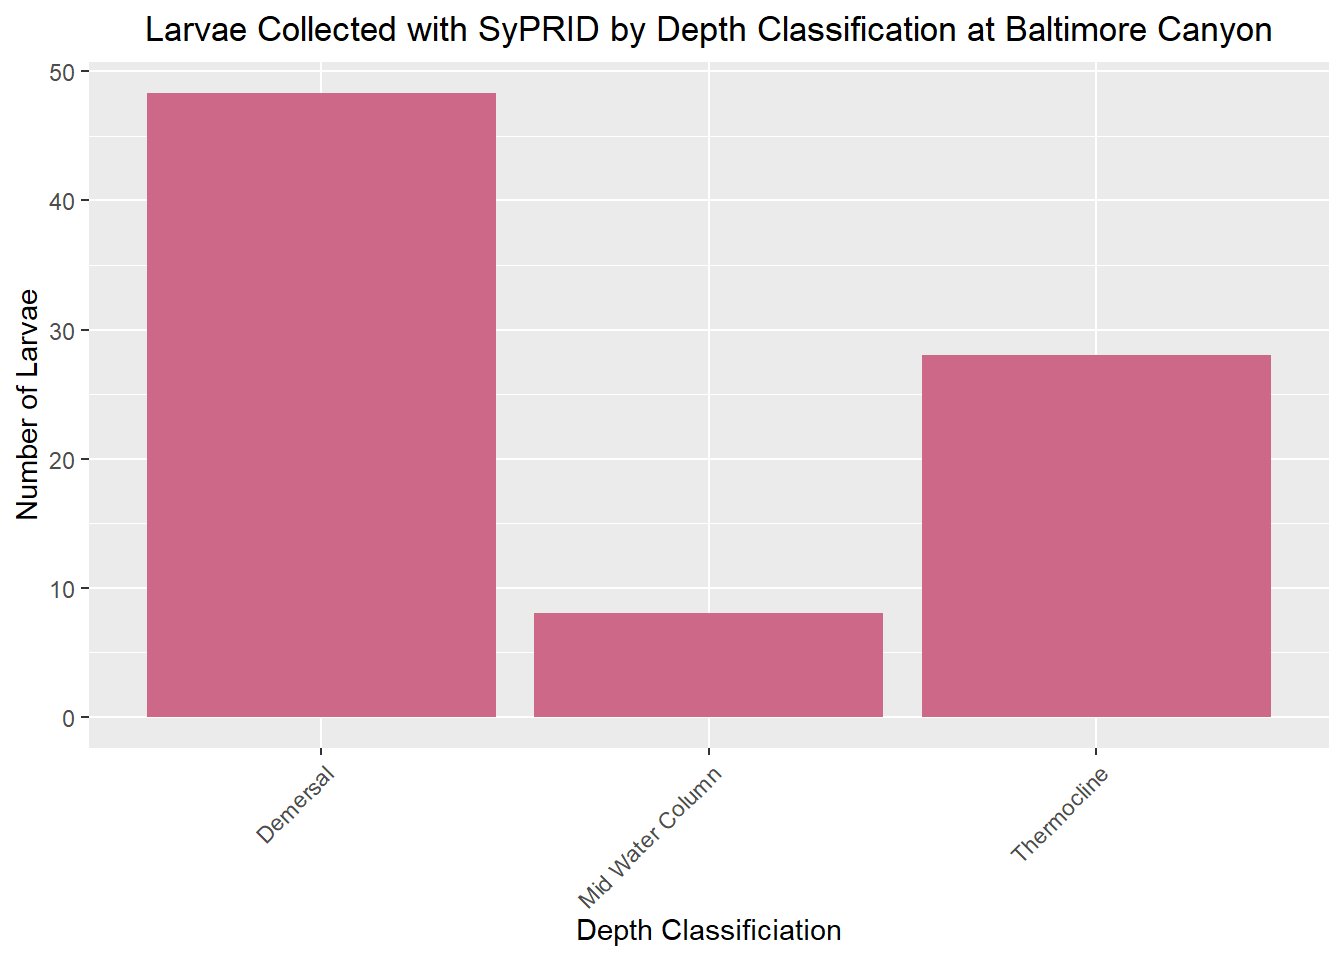 Larvae Collected with SyPRID by Depth Classification at Baltimore Canyon
Number of Larvae
50
40
30
20
10
0
Demersal
Mid Water Column
Thermocline
Depth Classificiation